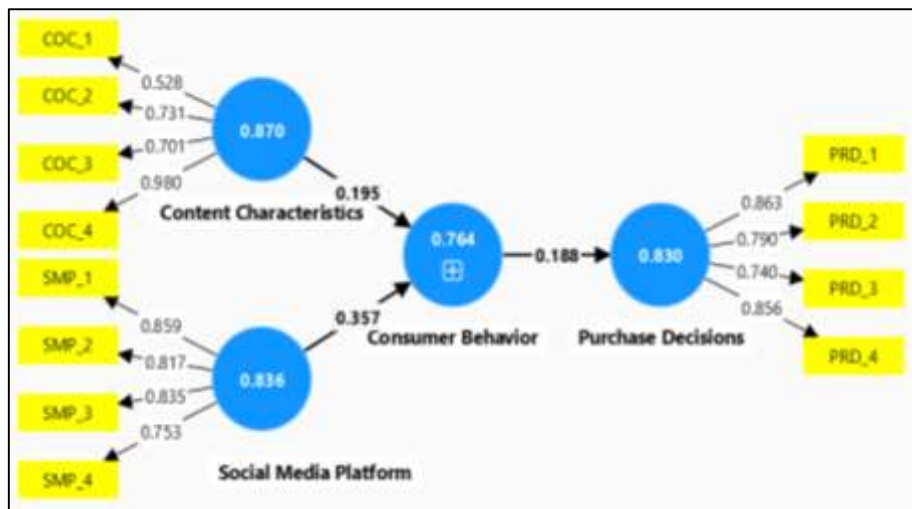 COC_1
0.528
COC_2
0.731
COC_3
0.701
COC_4
0.980
0.870
Content Characteristics
0.195
SMP_1
0.859
SMP_2
0.817
SMP_3
0.835
SMP_4
0.753
0.836
Social Media Platform
0.357
0.764
Consumer Behavior
0.188
0.830
Purchase Decisions
PRD_1
0.863
PRD_2
0.790
PRD_3
0.740
PRD_4
0.856